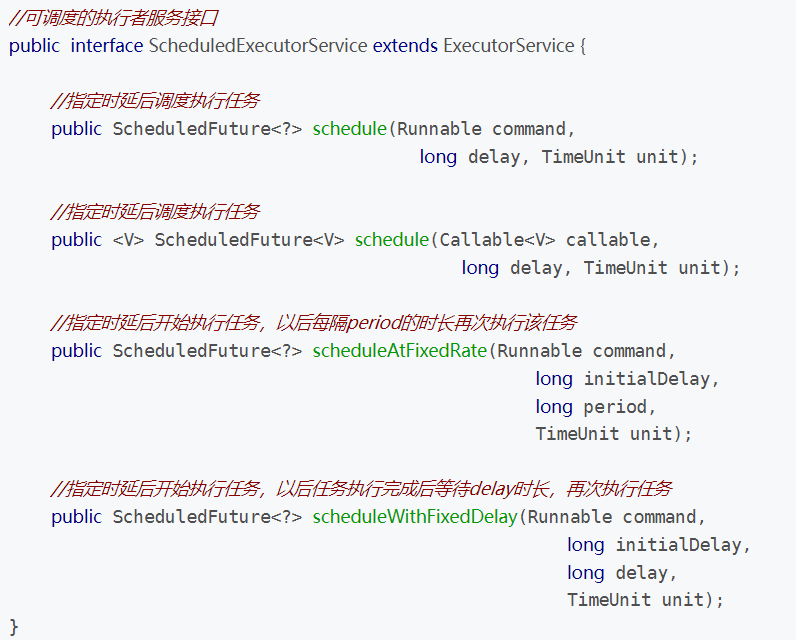 //可调度的执行者服务接口
public interface ScheduledExecutorService extends ExecutorService {
//指定时延后调度执行任务
public ScheduledFuture<?> schedule(Runnable command,
long delay, TimeUnit unit);
//指定时延后调度执行任务
public <V> ScheduledFuture<V> schedule(Callable<V> callable,
long delay, TimeUnit unit);
//指定时延后开始执行任务，以后每隔period的时长再次执行该任务
public ScheduledFuture<?> scheduleAtFixedRate(Runnable command,
long initialDelay,
long period,
TimeUnit unit);
//指定时延后开始执行任务，以后任务执行完成后等待delay时长，再次执行任务
public ScheduledFuture<?> scheduleWithFixedDelay(Runnable command,
long initialDelay,
long delay,
TimeUnit unit);
}